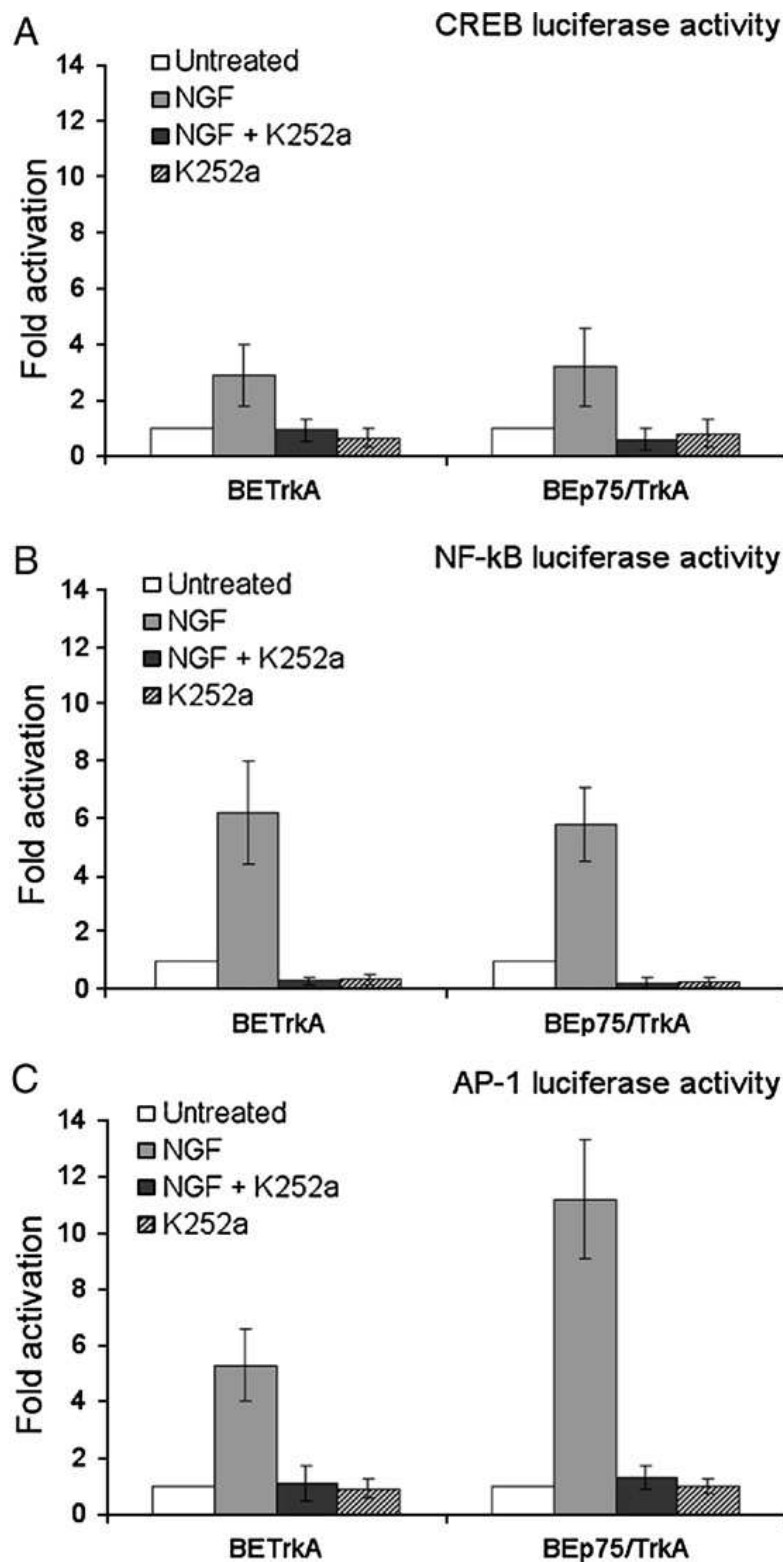 A
CREB luciferase activity
14
12
10
8
6
4
2
0
Fold activation
Untreated
NGF
NGF + K252a
K252a
BETrkA
BEp75/TrkA
B
NF-kB luciferase activity
14
12
10
8
6
4
2
0
Fold activation
Untreated
NGF
NGF + K252a
K252a
BETrkA
BEp75/TrkA
C
AP-1 luciferase activity
14
12
10
8
6
4
2
0
Fold activation
Untreated
NGF
NGF + K252a
K252a
BETrkA
BEp75/TrkA